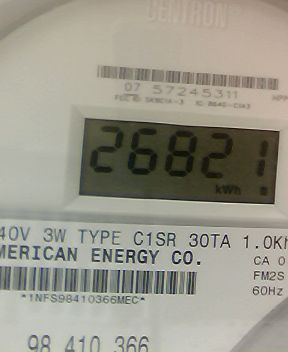 CENTRON®
07 57245311
26821
kWh
40V 3W TYPE C1SR 30TA 1.0Kh
MERICAN ENERGY CO.
CA 0
FM2S
60Hz
*1NFS98410366MEC*
98 410 366